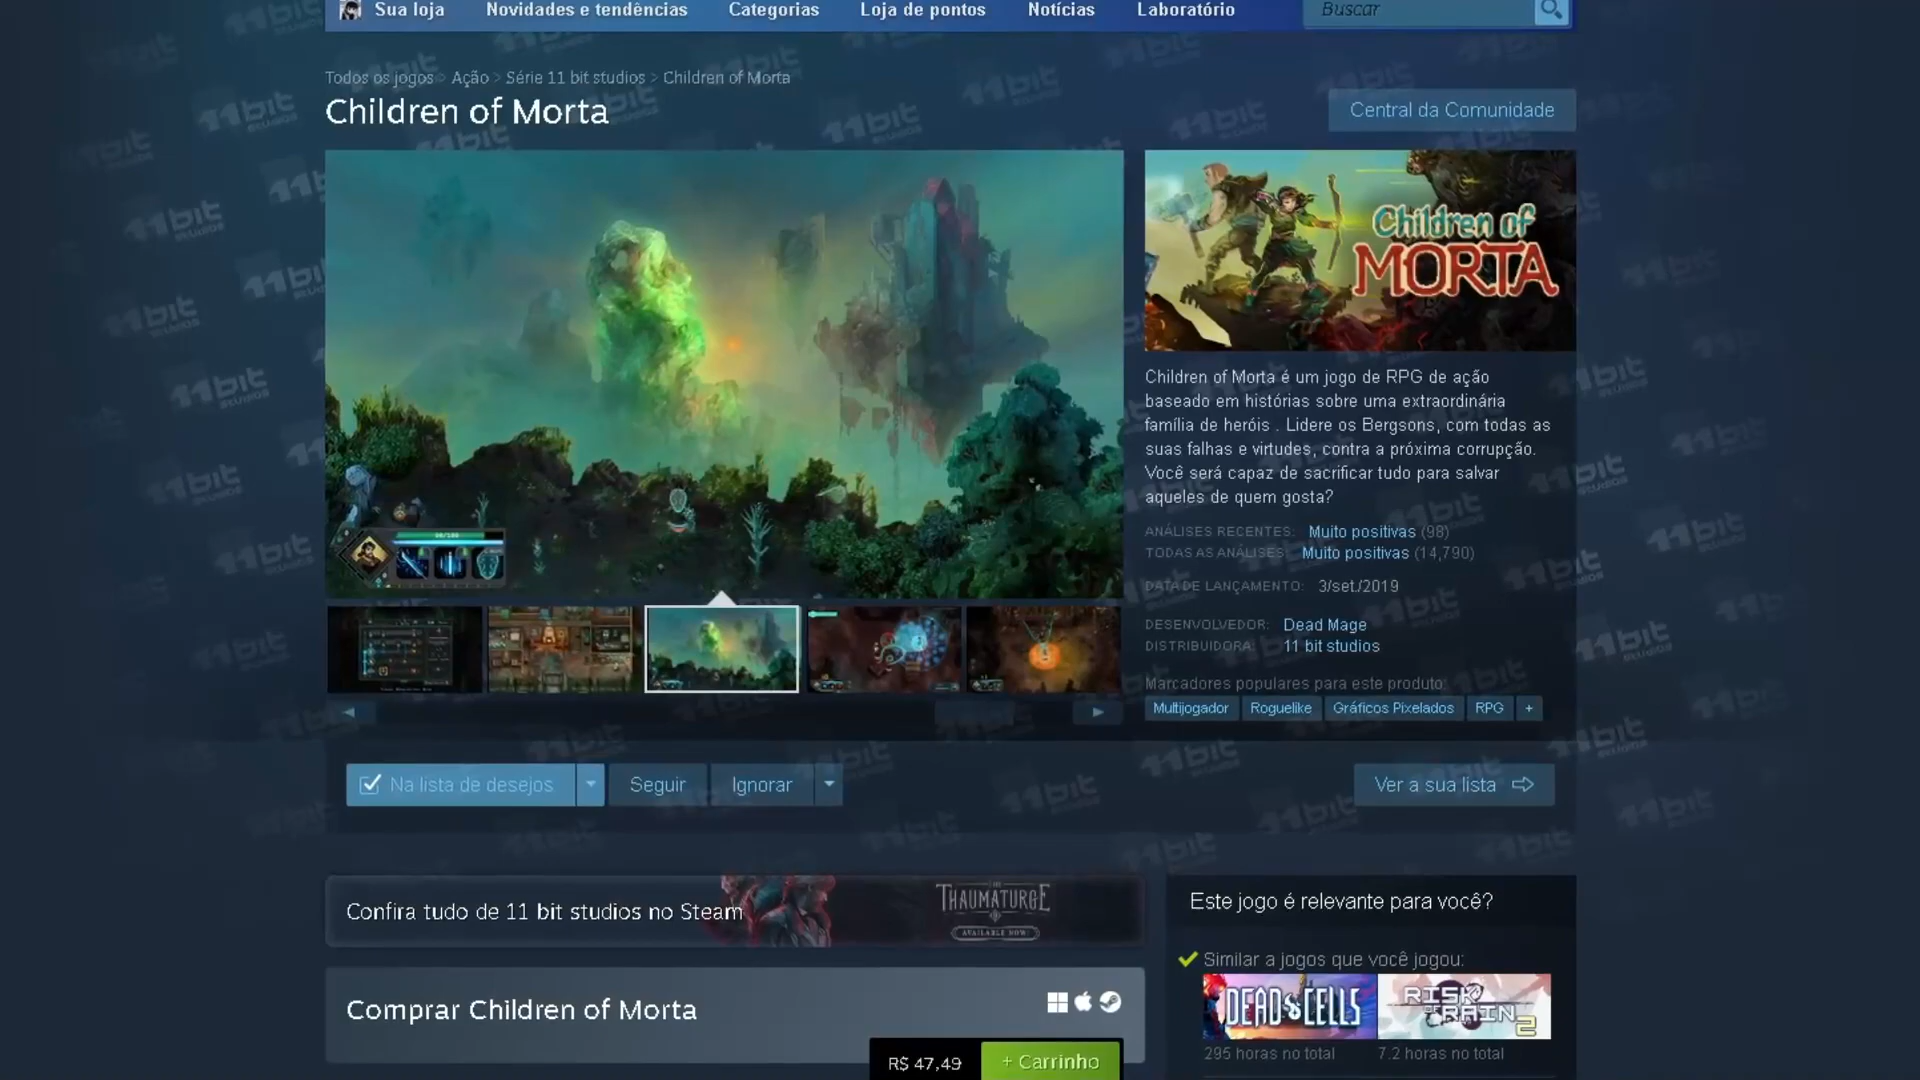 Sua loja
Novidades e tendências
Categorias
Loja de pontos
Notícias
Laboratório
Buscar
Todos os jogos > Ação > Série 11 bit studios > Children of Morta
Children of Morta
Central da Comunidade
Children of
MORTA
Children of Morta é um jogo de RPG de ação
baseado em histórias sobre uma extraordinária
família de heróis . Lidere os Bergsons, com todas as
suas falhas e virtudes, contra a próxima corrupção.
Você será capaz de sacrificar tudo para salvar
aqueles de quem gosta?
ANÁLISES RECENTES: Muito positivas (98)
TODAS AS ANÁLISES: Muito positivas (14,790)
DATA DE LANÇAMENTO: 3/set./2019
DESENVOLVEDOR: Dead Mage
DISTRIBUIDORA: 11 bit studios
Marcadores populares para este produto:
Multijogador
Roguelike
Gráficos Pixelados
RPG
+
Na lista de desejos
Seguir
Ignorar
Ver a sua lista
Confira tudo de 11 bit studios no Steam
THE
THAUMATURGE
AVAILABLE NOW
Este jogo é relevante para você?
Similar a jogos que você jogou:
DEAD CELLS
RISK OF RAIN 2
295 horas no total
7.2 horas no total
Comprar Children of Morta
R$ 47,49
+ Carrinho